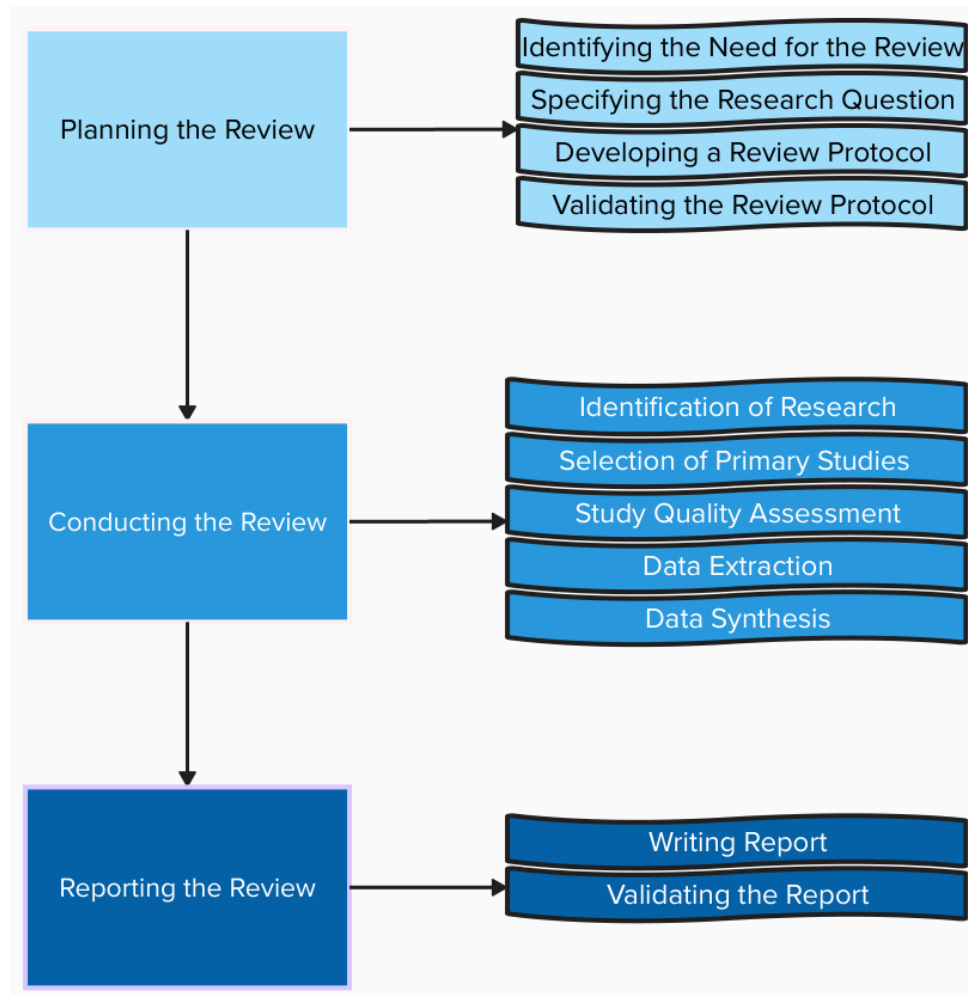 Planning the Review
Identifying the Need for the Review
Specifying the Research Question
Developing a Review Protocol
Validating the Review Protocol
Conducting the Review
Identification of Research
Selection of Primary Studies
Study Quality Assessment
Data Extraction
Data Synthesis
Reporting the Review
Writing Report
Validating the Report